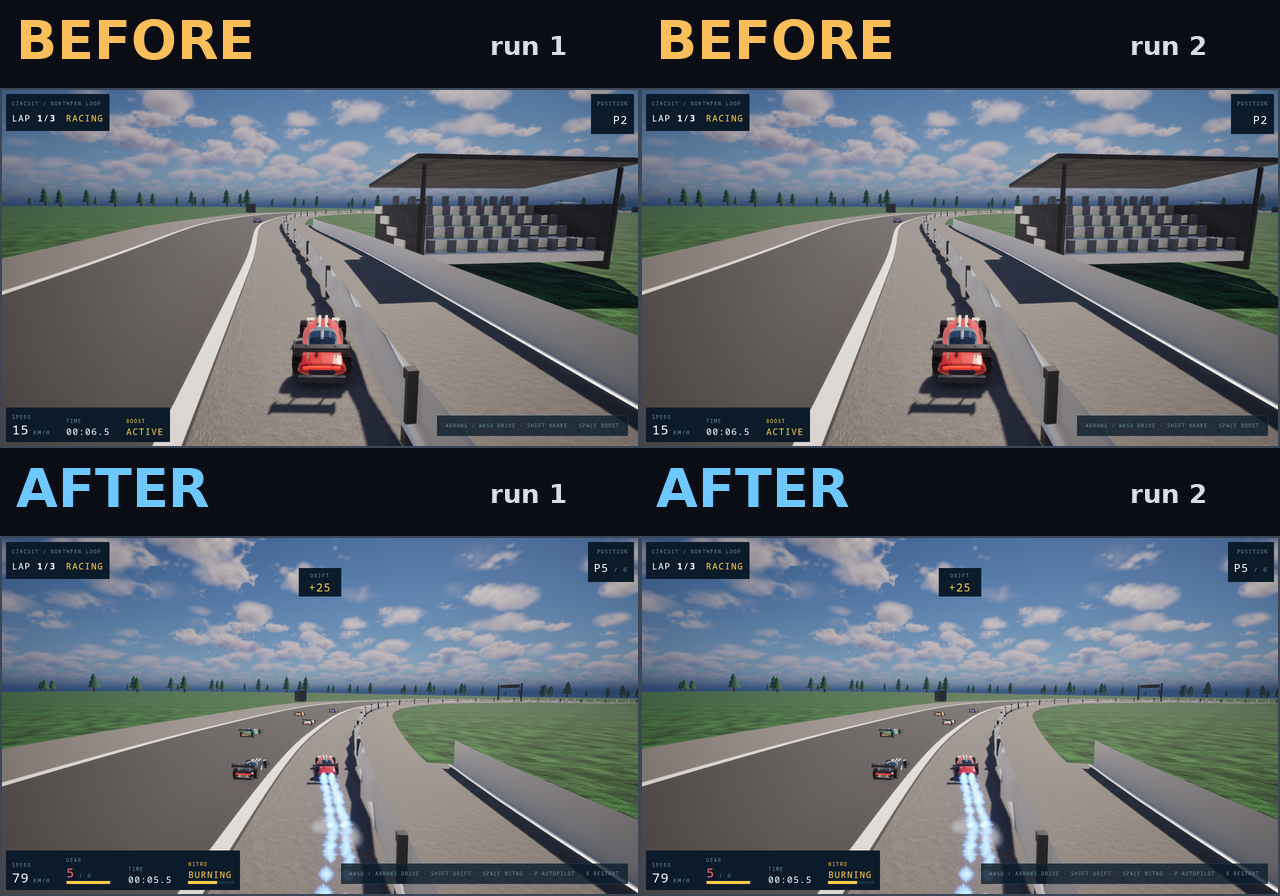 BEFORE run 1
CIRCUIT / NORTHERN LOOP
LAP 1/3 RACING
POSITION
P2
SPEED TIME BOOST
15 KM/H 00:06.5 ACTIVE
ARROWS / WASD DRIVE · SHIFT BRAKE · SPACE BOOST
BEFORE run 2
CIRCUIT / NORTHERN LOOP
LAP 1/3 RACING
POSITION
P2
SPEED TIME BOOST
15 KM/H 00:06.5 ACTIVE
ARROWS / WASD DRIVE · SHIFT BRAKE · SPACE BOOST
AFTER run 1
CIRCUIT / NORTHERN LOOP
LAP 1/3 RACING
DRIFT
+25
POSITION
P5 / 6
SPEED GEAR TIME NITRO
79 KM/H 5 / 6 00:05.5 BURNING
WASD / ARROWS DRIVE · SHIFT DRIFT · SPACE NITRO · P AUTOPILOT · R RESTART
AFTER run 2
CIRCUIT / NORTHERN LOOP
LAP 1/3 RACING
DRIFT
+25
POSITION
P5 / 6
SPEED GEAR TIME NITRO
79 KM/H 5 / 6 00:05.5 BURNING
WASD / ARROWS DRIVE · SHIFT DRIFT · SPACE NITRO · P AUTOPILOT · R RESTART